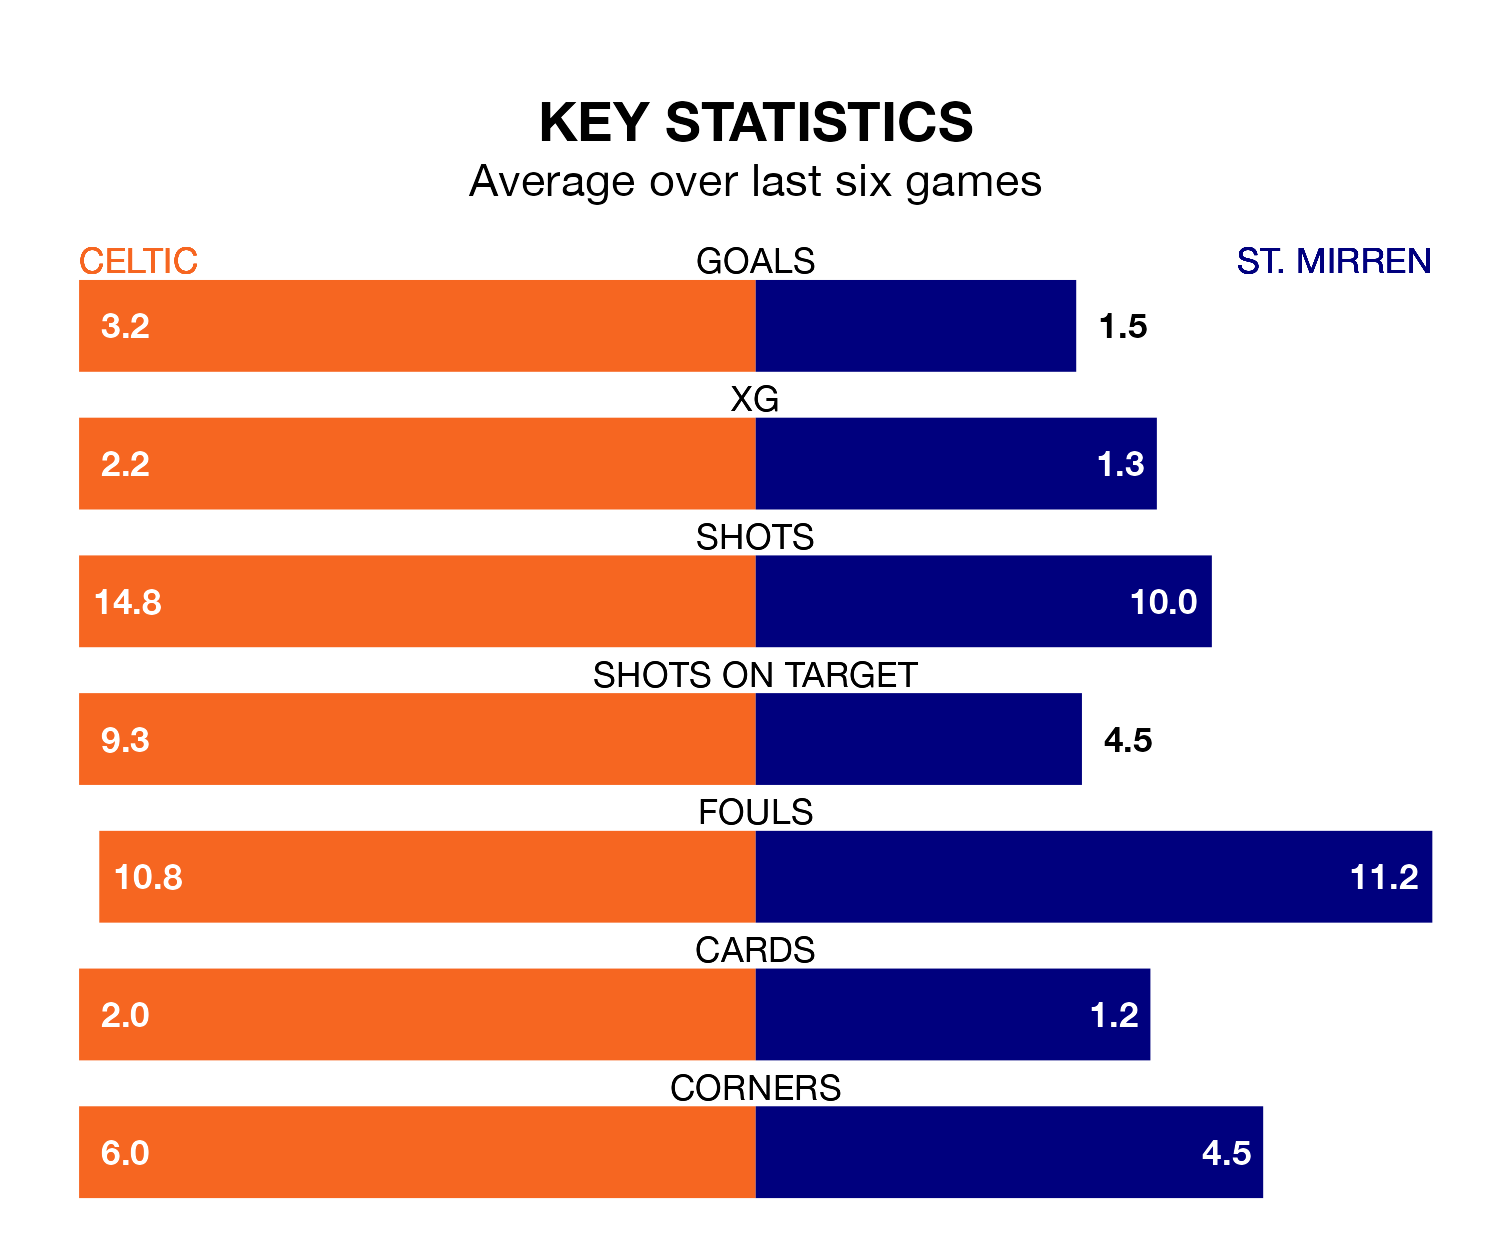 KEY STATISTICS
Average over last six games
CELTIC GOALS ST. MIRREN
3.2 1.5
XG
2.2 1.3
SHOTS
14.8 10.0
SHOTS ON TARGET
9.3 4.5
FOULS
10.8 11.2
CARDS
2.0 1.2
CORNERS
6.0 4.5